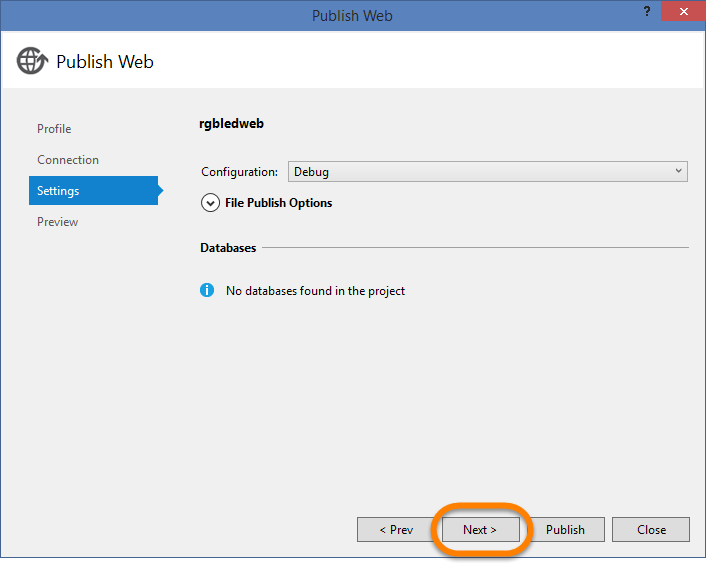 Publish Web
?
Publish Web
Profile
Connection
Settings
Preview
rgbledweb
Configuration: Debug
File Publish Options
Databases
No databases found in the project
< Prev Next > Publish Close